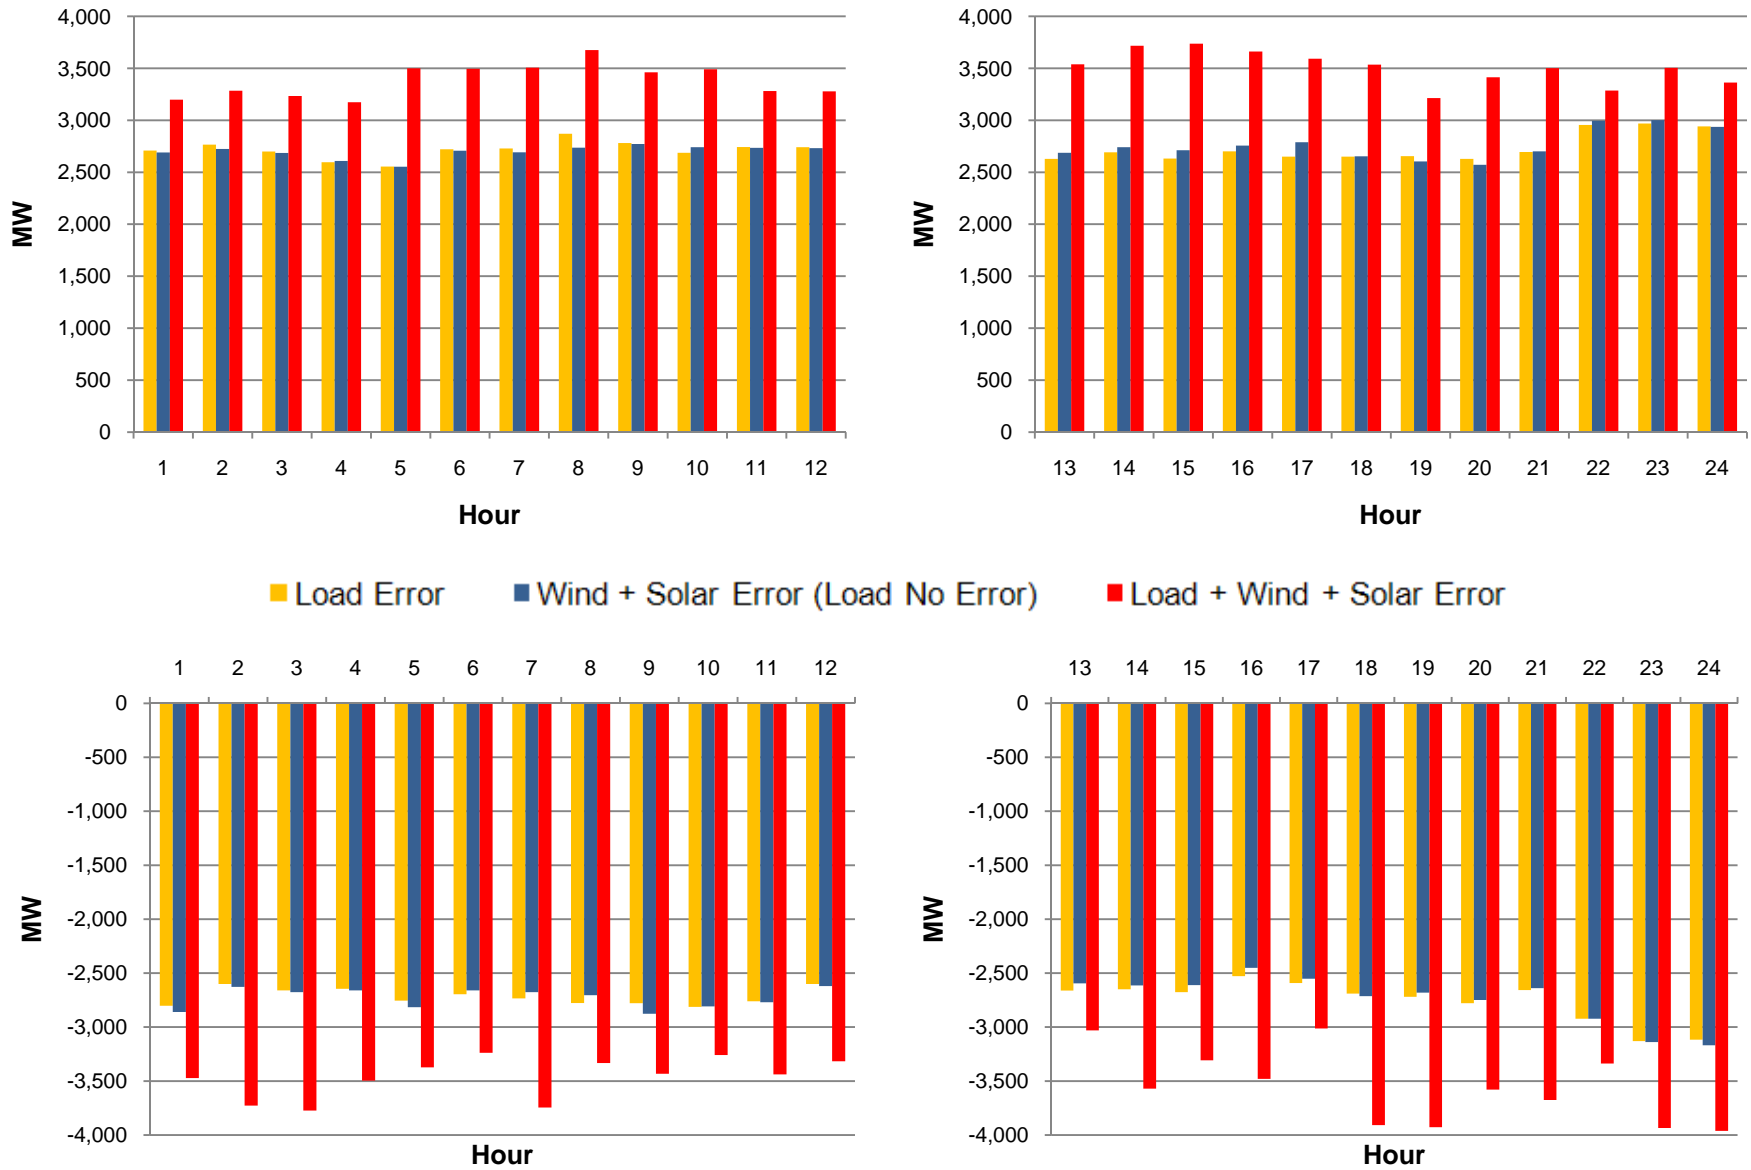 4,000
3,500
3,000
2,500
2,000
1,500
1,000
500
0
MW
1 2 3 4 5 6 7 8 9 10 11 12
Hour
4,000
3,500
3,000
2,500
2,000
1,500
1,000
500
0
MW
13 14 15 16 17 18 19 20 21 22 23 24
Hour
Load Error Wind + Solar Error (Load No Error) Load + Wind + Solar Error
1 2 3 4 5 6 7 8 9 10 11 12
0
-500
-1,000
-1,500
-2,000
-2,500
-3,000
-3,500
-4,000
MW
Hour
13 14 15 16 17 18 19 20 21 22 23 24
0
-500
-1,000
-1,500
-2,000
-2,500
-3,000
-3,500
-4,000
MW
Hour